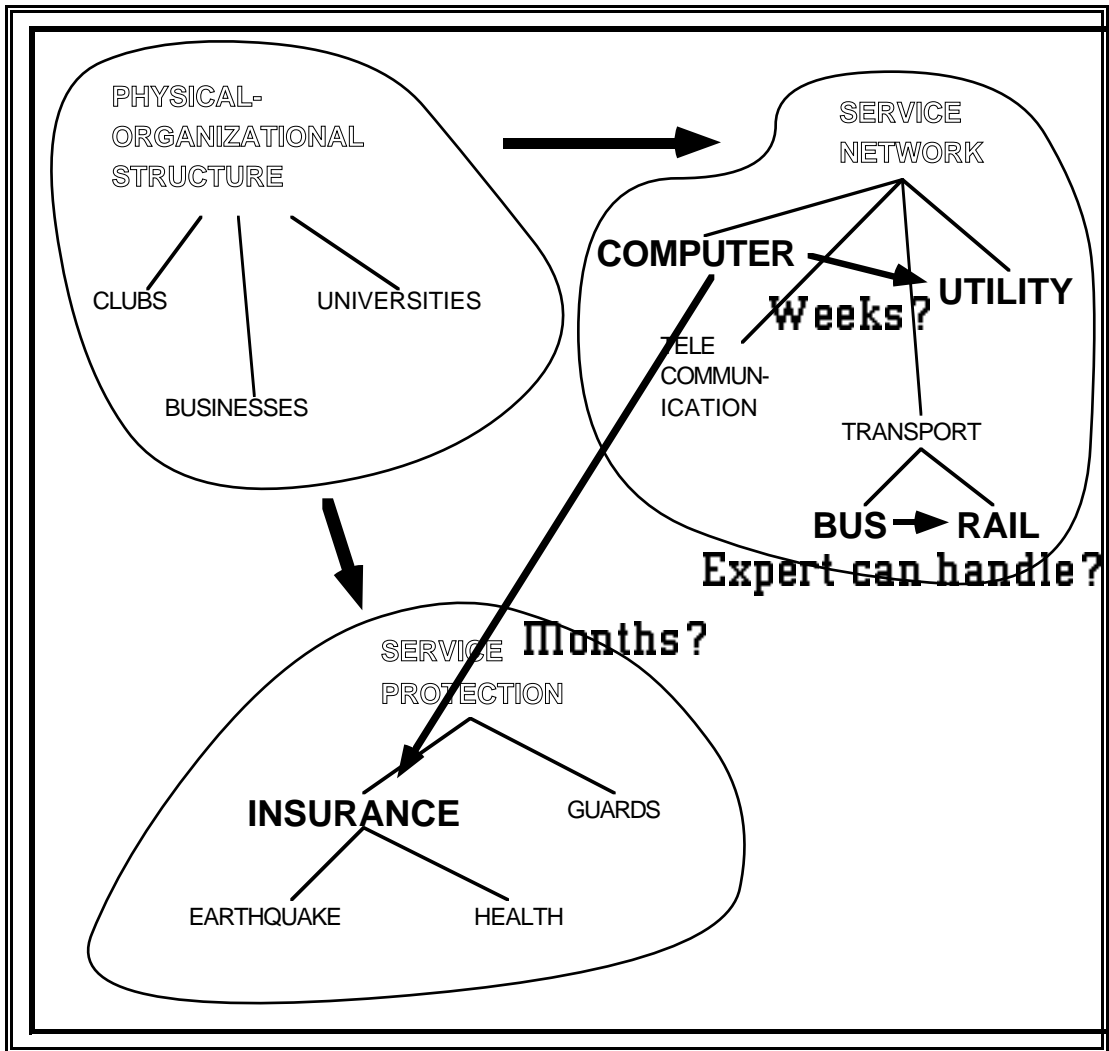 PHYSICAL-
ORGANIZATIONAL
STRUCTURE
CLUBS
UNIVERSITIES
BUSINESSES
SERVICE
NETWORK
COMPUTER
UTILITY
Weeks?
TELE
COMMUN-
ICATION
TRANSPORT
BUS
RAIL
Expert can handle?
Months?
SERVICE
PROTECTION
INSURANCE
GUARDS
EARTHQUAKE
HEALTH